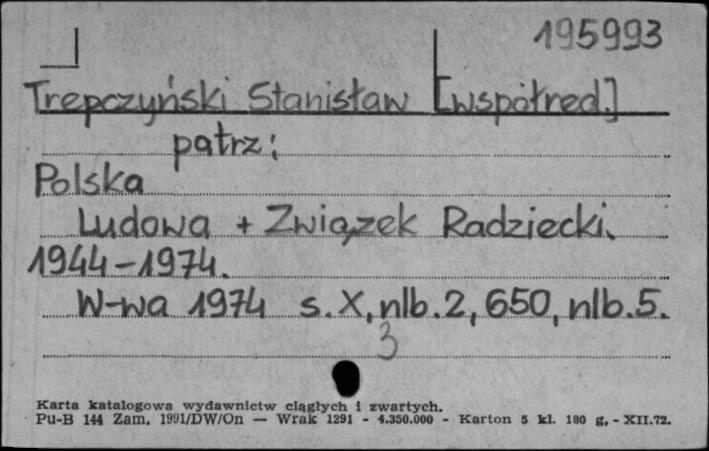 195993
Trepczyński Stanisław [współred.]
patrz:
Polska
Ludowa + Związek Radziecki.
1944-1974.
W-wa 1974 s. X, nlb. 2, 650, nlb. 5.
3
Karta katalogowa wydawnictw ciągłych i zwartych.
Pu-B 144 Zam. 1991/DW/On — Wrak 1291 - 4.350.000 - Karton 5 kl. 180 g. - XII.72.